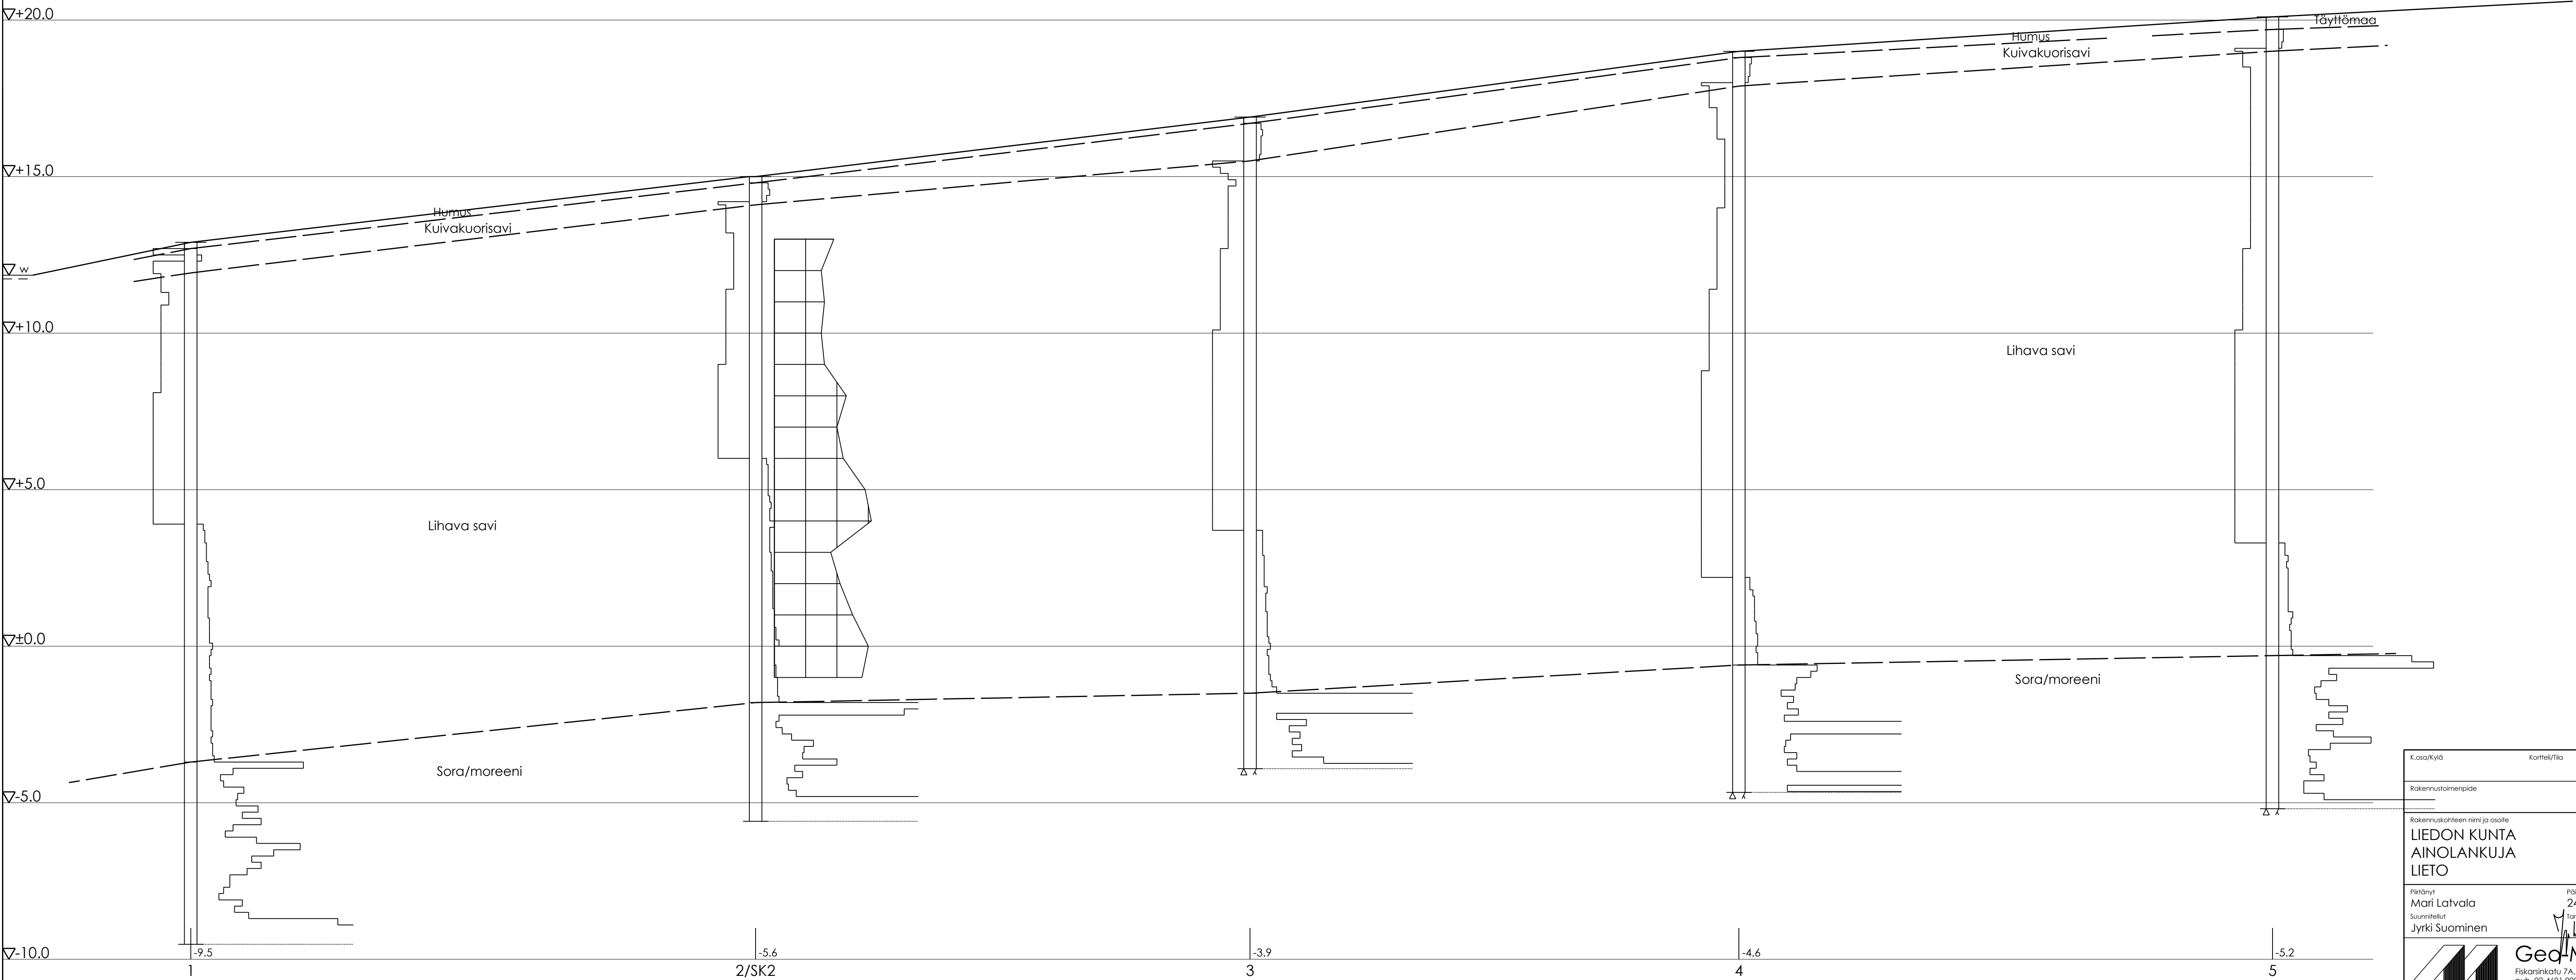 +20.0
Täyttömaa
Humus
Kuivakuorisavi
+15.0
Humus
Kuivakuorisavi
w
+10.0
Lihava savi
+5.0
Lihava savi
±0.0
Sora/moreeni
Sora/moreeni
-5.0
-10.0
-9.5
-5.6
-3.9
-4.6
-5.2
1
2/SK2
3
4
5
K.osa/Kylä
Kortteli/Tila
Rakennustoimenpide
Rakennuskohteen nimi ja osoite
LIEDON KUNTA
AINOLANKUJA
LIETO
Piirtänyt
Mari Latvala
Suunnitellut
Jyrki Suominen
Fiskarsinkatu 7A,